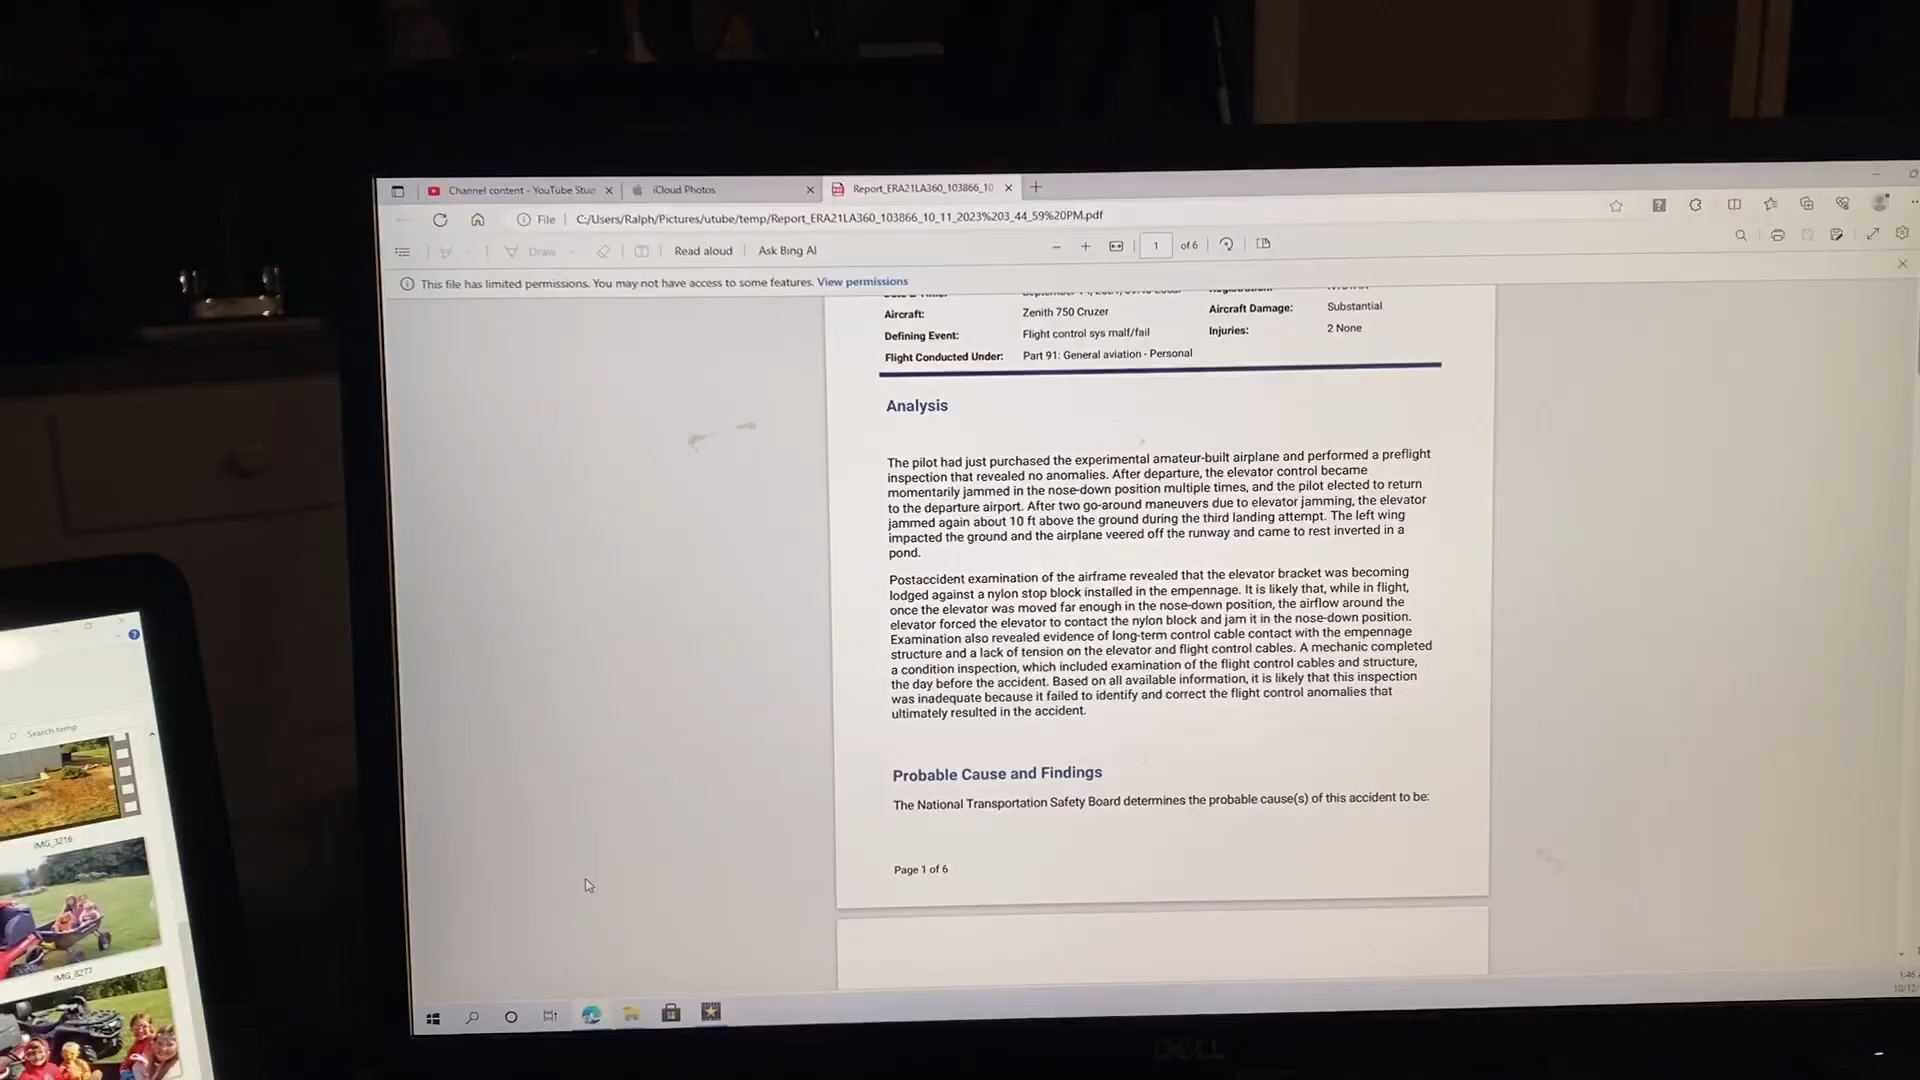 Channel content - YouTube Stu
iCloud Photos
Report_ERA21LA360_103866_10
File
C:/Users/Ralph/Pictures/utube/temp/Report_ERA21LA360_103866_10_11_2023%203_44_59%20PM.pdf
Draw
Read aloud
Ask Bing AI
1
of 6
This file has limited permissions. You may not have access to some features. View permissions
Aircraft: Zenith 750 Cruzer Aircraft Damage: Substantial
Defining Event: Flight control sys malf/fail Injuries: 2 None
Flight Conducted Under: Part 91: General aviation - Personal
Analysis
The pilot had just purchased the experimental amateur-built airplane and performed a preflight
inspection that revealed no anomalies. After departure, the elevator control became
momentarily jammed in the nose-down position multiple times, and the pilot elected to return
to the departure airport. After two go-around maneuvers due to elevator jamming, the elevator
jammed again about 10 ft above the ground during the third landing attempt. The left wing
impacted the ground and the airplane veered off the runway and came to rest inverted in a
pond.
Postaccident examination of the airframe revealed that the elevator bracket was becoming
lodged against a nylon stop block installed in the empennage. It is likely that, while in flight,
once the elevator was moved far enough in the nose-down position, the airflow around the
elevator forced the elevator to contact the nylon block and jam it in the nose-down position.
Examination also revealed evidence of long-term control cable contact with the empennage
structure and a lack of tension on the elevator and flight control cables. A mechanic completed
a condition inspection, which included examination of the flight control cables and structure,
the day before the accident. Based on all available information, it is likely that this inspection
was inadequate because it failed to identify and correct the flight control anomalies that
ultimately resulted in the accident.
Probable Cause and Findings
The National Transportation Safety Board determines the probable cause(s) of this accident to be:
Page 1 of 6
Search temp
IMG_3216
IMG_8277
1:46
10/12/
DELL